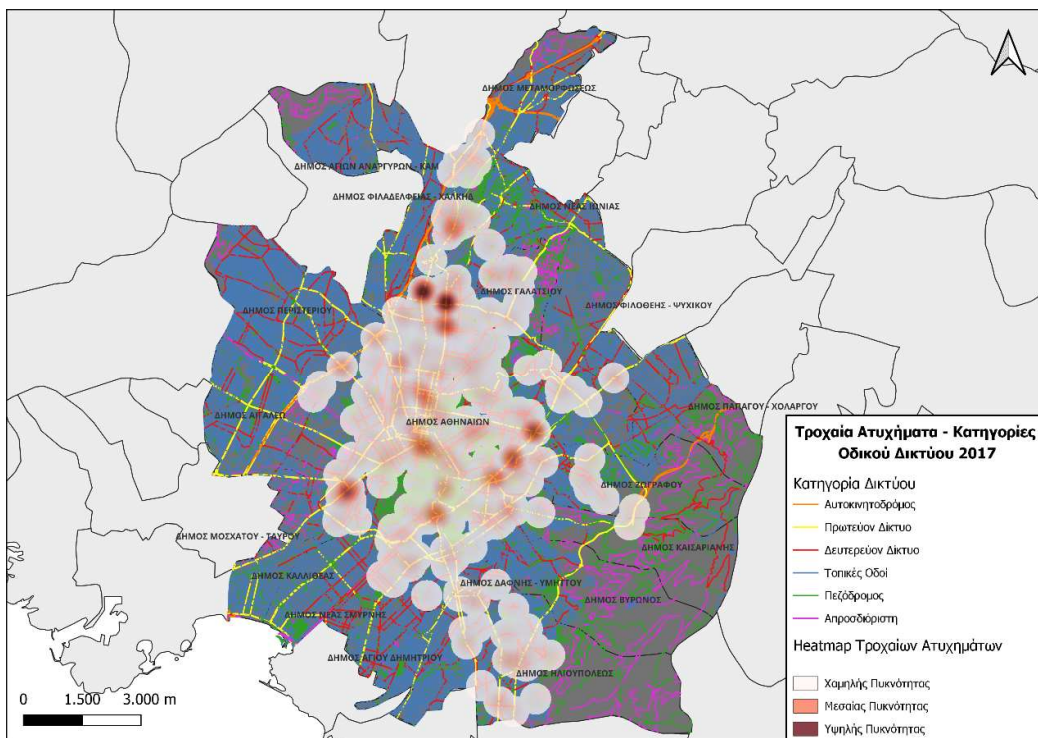 ΔΗΜΟΣ ΜΕΤΑΜΟΡΦΩΣΕΩΣ
ΔΗΜΟΣ ΑΓΙΩΝ ΑΝΑΡΓΥΡΩΝ - ΚΑΜ
ΔΗΜΟΣ ΦΙΛΑΔΕΛΦΕΙΑΣ - ΧΑΛΚΗΔ
ΔΗΜΟΣ ΝΕΑΣ ΙΩΝΙΑΣ
ΔΗΜΟΣ ΓΑΛΑΤΣΙΟΥ
ΔΗΜΟΣ ΦΙΛΟΘΕΗΣ - ΨΥΧΙΚΟΥ
ΔΗΜΟΣ ΠΕΡΙΣΤΕΡΙΟΥ
ΔΗΜΟΣ ΠΑΠΑΓΟΥ - ΧΟΛΑΡΓΟΥ
ΔΗΜΟΣ ΑΙΓΑΛΕΩ
ΔΗΜΟΣ ΑΘΗΝΑΙΩΝ
ΔΗΜΟΣ ΖΩΓΡΑΦΟΥ
ΔΗΜΟΣ ΜΟΣΧΑΤΟΥ - ΤΑΥΡΟΥ
ΔΗΜΟΣ ΚΑΙΣΑΡΙΑΝΗΣ
ΔΗΜΟΣ ΚΑΛΛΙΘΕΑΣ
ΔΗΜΟΣ ΔΑΦΝΗΣ - ΥΜΗΤΤΟΥ
ΔΗΜΟΣ ΒΥΡΩΝΟΣ
ΔΗΜΟΣ ΝΕΑΣ ΣΜΥΡΝΗΣ
ΔΗΜΟΣ ΑΓΙΟΥ ΔΗΜΗΤΡΙΟΥ
ΔΗΜΟΣ ΗΛΙΟΥΠΟΛΕΩΣ
0 1.500 3.000 m
Τροχαία Ατυχήματα - Κατηγορίες
Οδικού Δικτύου 2017
Κατηγορία Δικτύου
Αυτοκινητοδρόμος
Πρωτεύον Δίκτυο
Δευτερεύον Δίκτυο
Τοπικές Οδοί
Πεζόδρομος
Απροσδιόριστη
Heatmap Τροχαίων Ατυχημάτων
Χαμηλής Πυκνότητας
Μεσαίας Πυκνότητας
Υψηλής Πυκνότητας